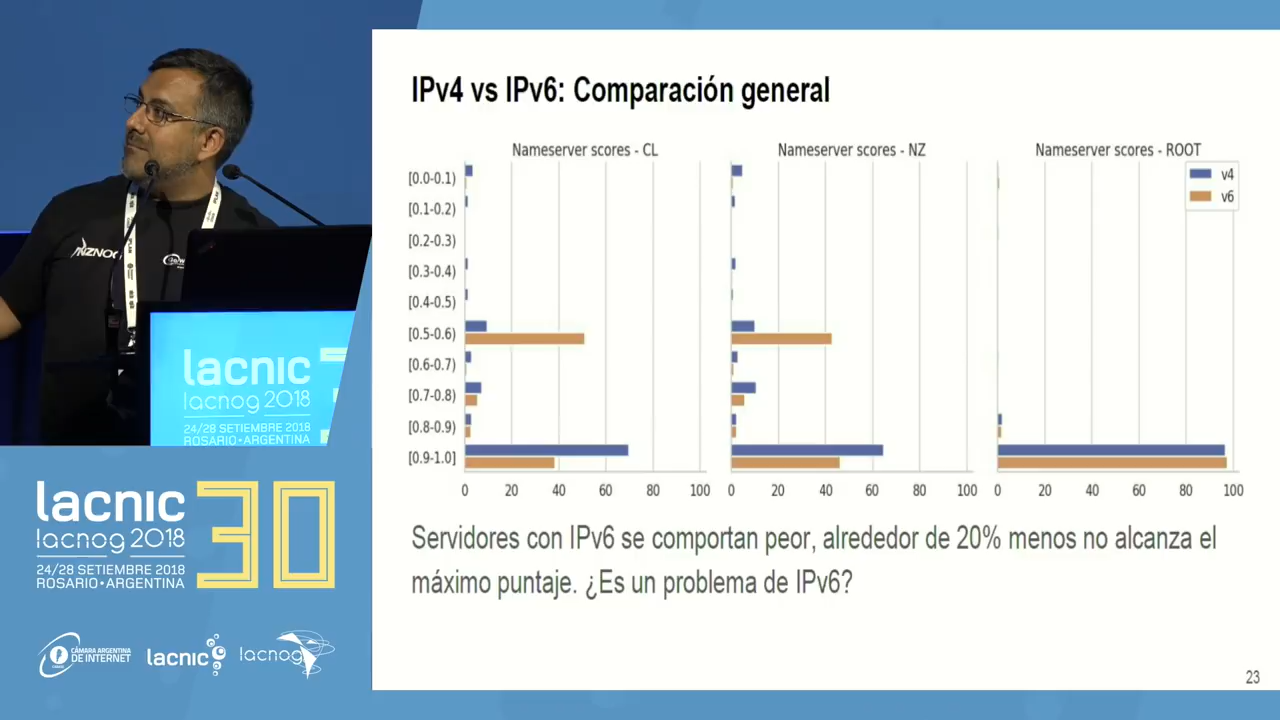 IPv4 vs IPv6: Comparación general
Nameserver scores - CL
Nameserver scores - NZ
Nameserver scores - ROOT
v4
v6
[0.0-0.1)
[0.1-0.2)
[0.2-0.3)
[0.3-0.4)
[0.4-0.5)
[0.5-0.6)
[0.6-0.7)
[0.7-0.8)
[0.8-0.9)
[0.9-1.0]
0 20 40 60 80 100
0 20 40 60 80 100
0 20 40 60 80 100
Servidores con IPv6 se comportan peor, alrededor de 20% menos no alcanza el
máximo puntaje. ¿Es un problema de IPv6?
23
NZNOG
lacnic
lacnog 2018
24/28 SETIEMBRE 2018
ROSARIO•ARGENTINA
lacnic 30
lacnog 2018
24/28 SETIEMBRE 2018
ROSARIO•ARGENTINA
CÁMARA ARGENTINA
DE INTERNET
lacnic
lacnog